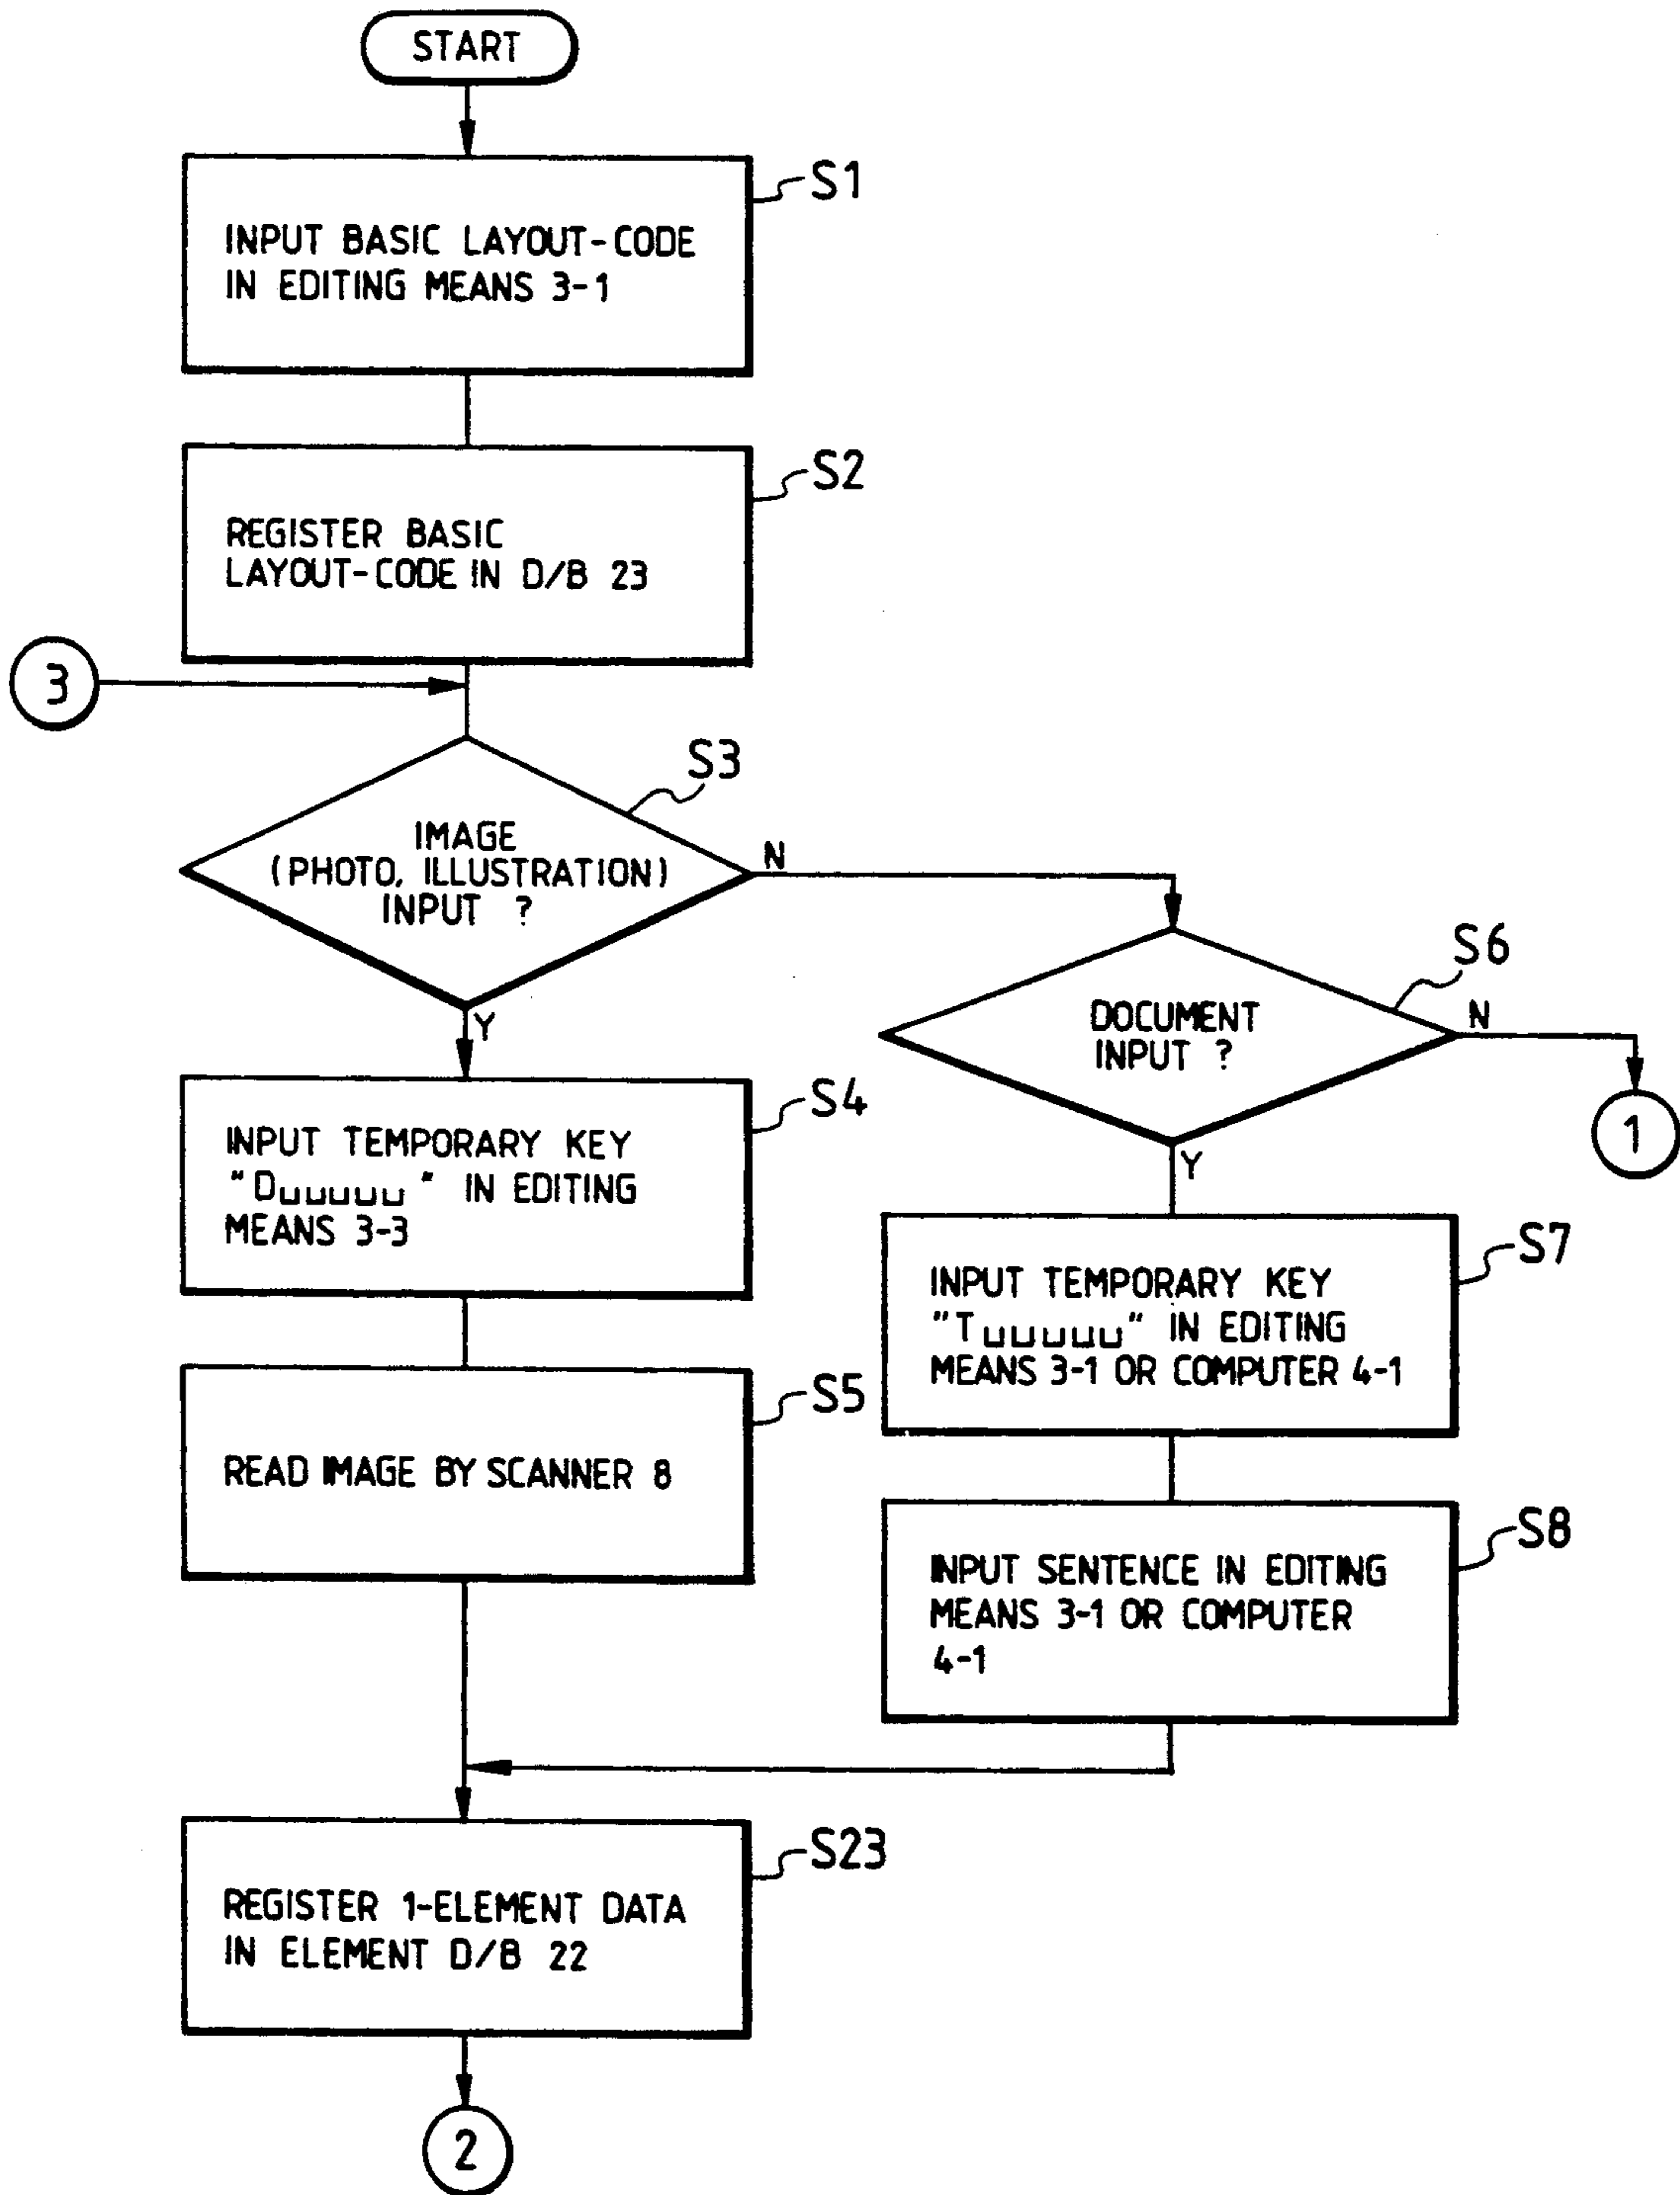 START
S1
INPUT BASIC LAYOUT-CODE
IN EDITING MEANS 3-1
S2
REGISTER BASIC
LAYOUT-CODE IN D/B 23
3
S3
IMAGE
(PHOTO, ILLUSTRATION)
INPUT ?
N
Y
S6
DOCUMENT
INPUT ?
N
Y
1
S4
INPUT TEMPORARY KEY
"D␣␣␣␣␣" IN EDITING
MEANS 3-3
S7
INPUT TEMPORARY KEY
"T␣␣␣␣␣" IN EDITING
MEANS 3-1 OR COMPUTER 4-1
S5
READ IMAGE BY SCANNER 8
S8
INPUT SENTENCE IN EDITING
MEANS 3-1 OR COMPUTER
4-1
S23
REGISTER 1-ELEMENT DATA
IN ELEMENT D/B 22
2